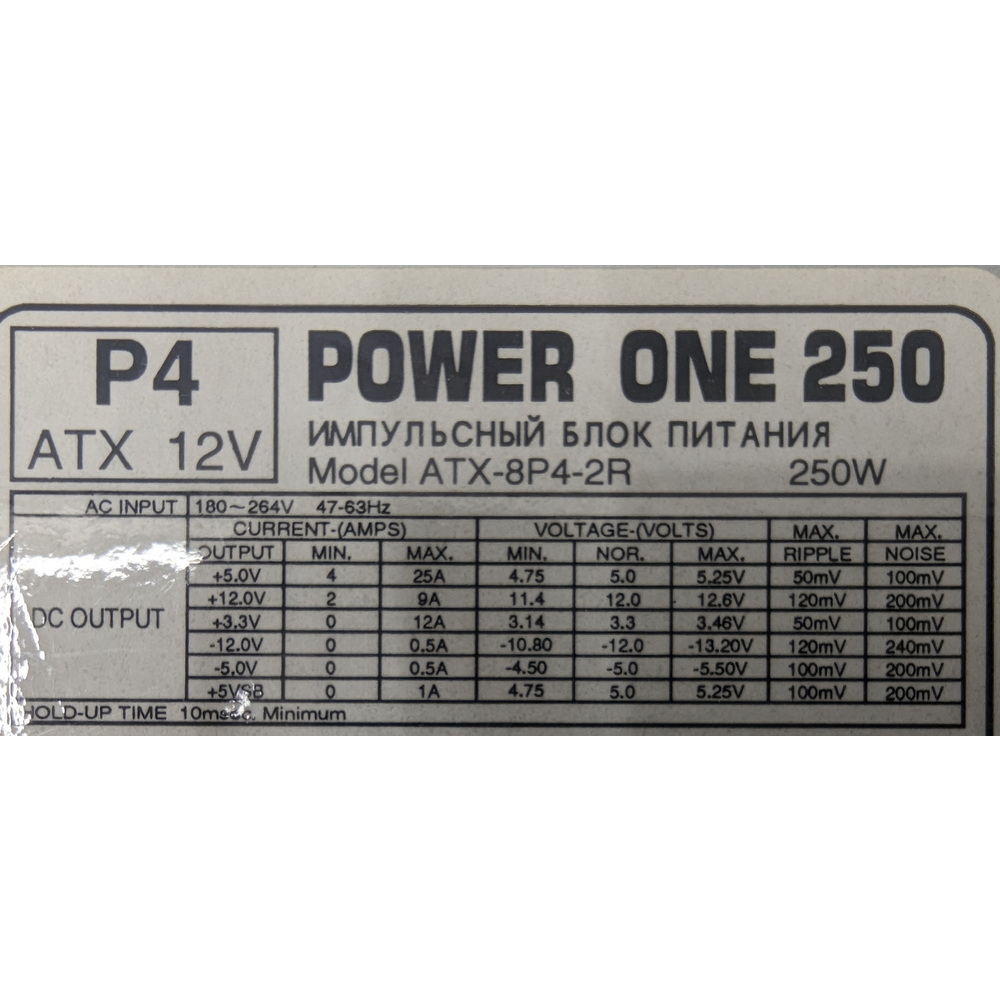 P4
ATX 12V
POWER ONE 250
ИМПУЛЬСНЫЙ БЛОК ПИТАНИЯ
Model ATX-8P4-2R 250W
AC INPUT 180~264V 47-63Hz
CURRENT-(AMPS) VOLTAGE-(VOLTS) MAX. MAX.
OUTPUT MIN. MAX. MIN. NOR. MAX. RIPPLE NOISE
+5.0V 4 25A 4.75 5.0 5.25V 50mV 100mV
+12.0V 2 9A 11.4 12.0 12.6V 120mV 200mV
DC OUTPUT +3.3V 0 12A 3.14 3.3 3.46V 50mV 100mV
-12.0V 0 0.5A -10.80 -12.0 -13.20V 120mV 240mV
-5.0V 0 0.5A -4.50 -5.0 -5.50V 100mV 200mV
+5VSB 0 1A 4.75 5.0 5.25V 100mV 200mV
HOLD-UP TIME 10msec. Minimum